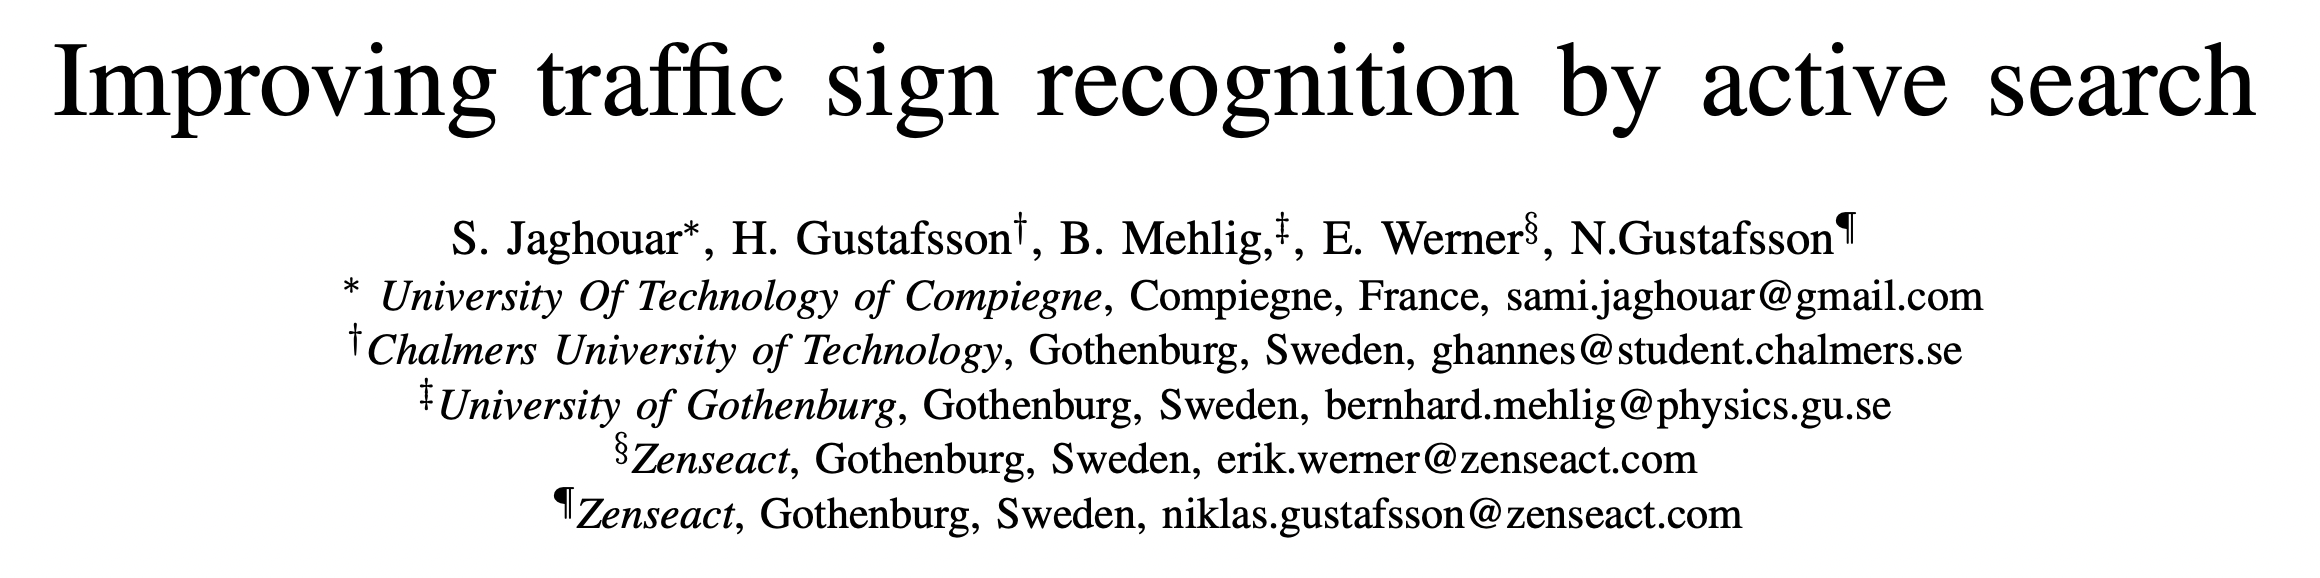 Improving traffic sign recognition by active search
S. Jaghouar*, H. Gustafsson†, B. Mehlig,‡, E. Werner§, N.Gustafsson¶
* University Of Technology of Compiegne, Compiegne, France, sami.jaghouar@gmail.com
†Chalmers University of Technology, Gothenburg, Sweden, ghannes@student.chalmers.se
‡University of Gothenburg, Gothenburg, Sweden, bernhard.mehlig@physics.gu.se
§Zenseact, Gothenburg, Sweden, erik.werner@zenseact.com
¶Zenseact, Gothenburg, Sweden, niklas.gustafsson@zenseact.com